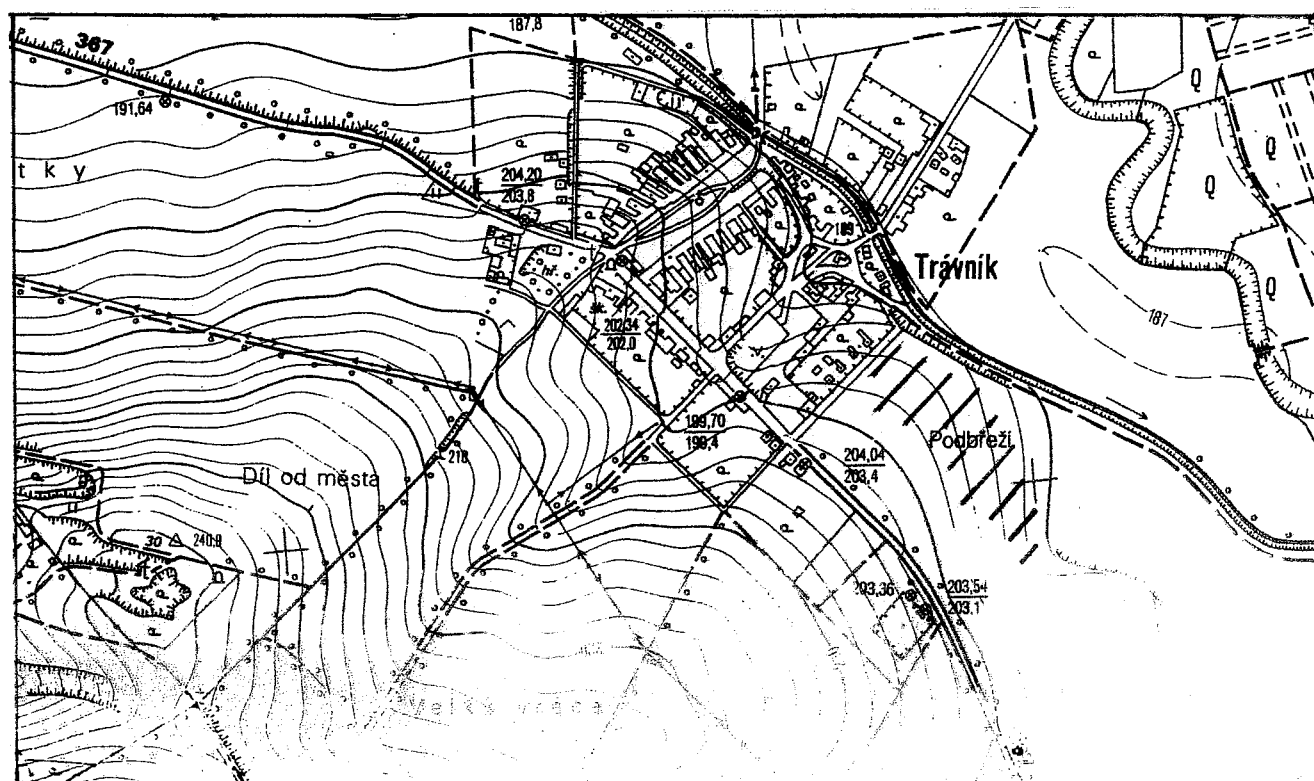 187,8
367
191,64
Č.D.
t k y
204,20
203,8
189
Trávník
hř.
šk.
202,34
202,0
187
199,70
199,4
Podbřeží
218
Díl od města
204,04
203,4
30
240,8
203,36
203,54
203,1
Q
Q
Q
Q
Q